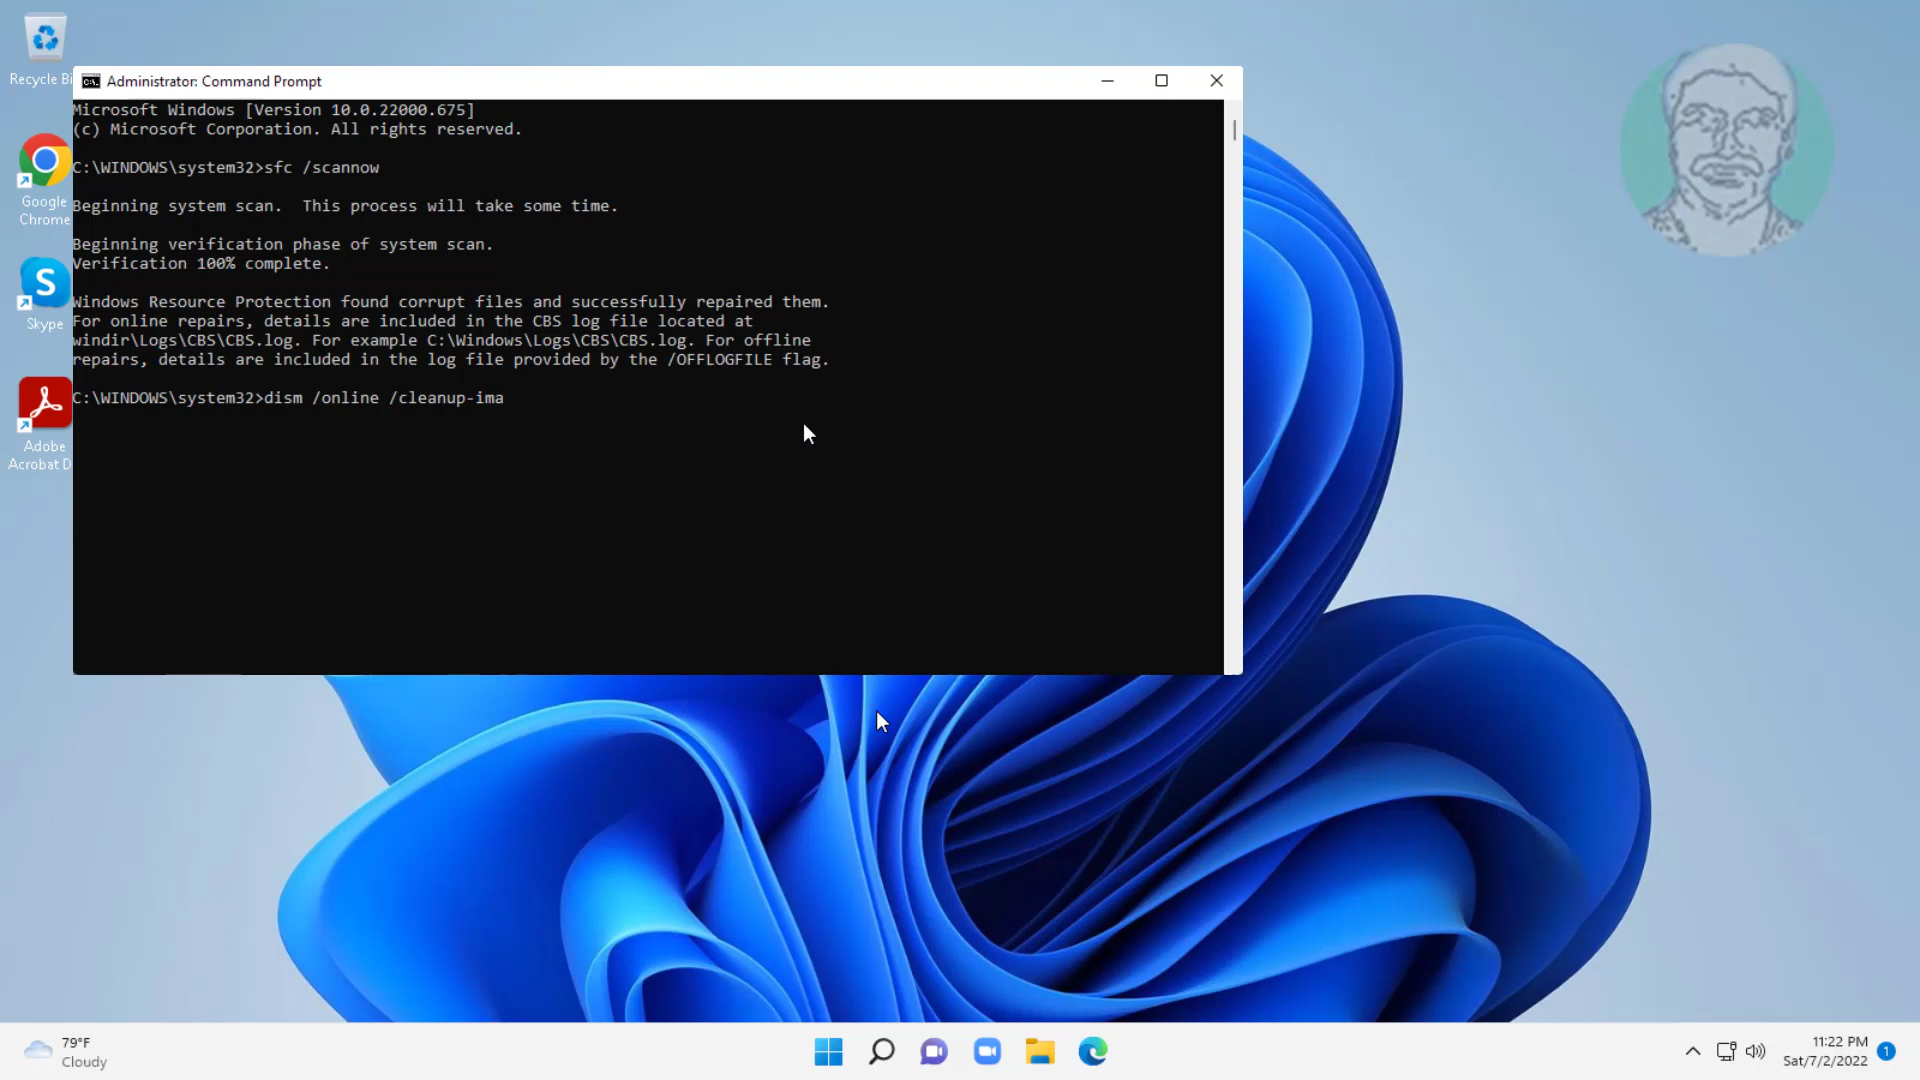 Recycle Bi
Administrator: Command Prompt
Microsoft Windows [Version 10.0.22000.675]
(c) Microsoft Corporation. All rights reserved.
C:\WINDOWS\system32>sfc /scannow
Beginning system scan.  This process will take some time.
Beginning verification phase of system scan.
Verification 100% complete.
Windows Resource Protection found corrupt files and successfully repaired them.
For online repairs, details are included in the CBS log file located at
windir\Logs\CBS\CBS.log. For example C:\Windows\Logs\CBS\CBS.log. For offline
repairs, details are included in the log file provided by the /OFFLOGFILE flag.
C:\WINDOWS\system32>dism /online /cleanup-ima
Google
Chrome
Skype
Adobe
Acrobat D
79°F
Cloudy
11:22 PM
Sat/7/2/2022
1